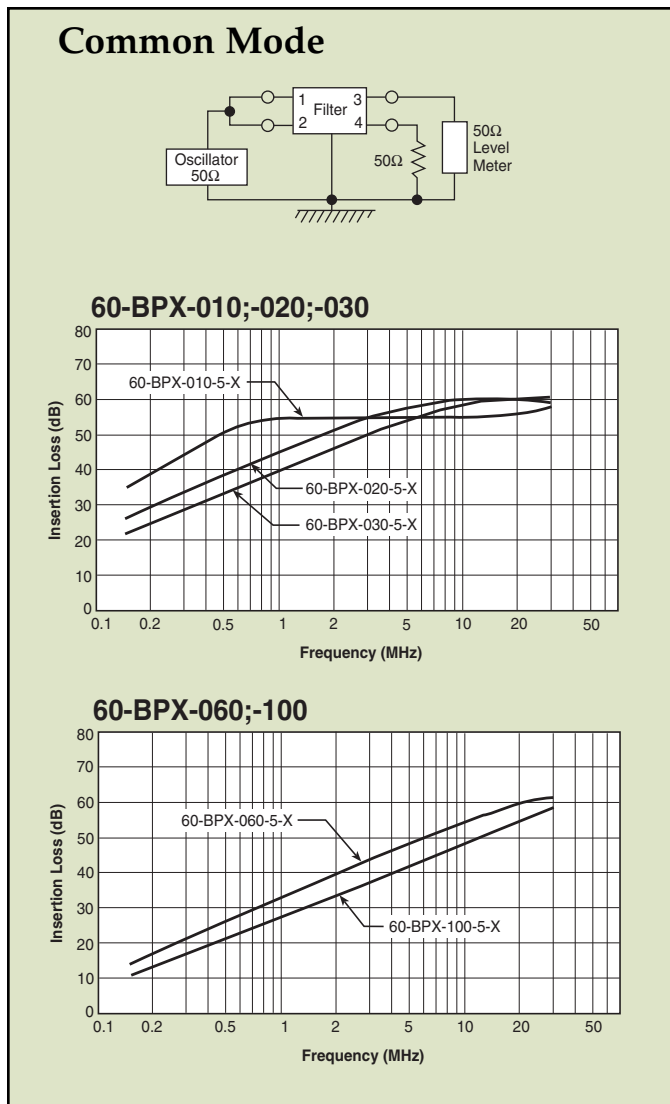 Common Mode
1 Filter 3
2 4
Oscillator
50Ω
50Ω
50Ω
Level
Meter
60-BPX-010;-020;-030
Insertion Loss (dB)
80
70
60
50
40
30
20
10
0
60-BPX-010-5-X
60-BPX-020-5-X
60-BPX-030-5-X
0.1 0.2 0.5 1 2 5 10 20 50
Frequency (MHz)
60-BPX-060;-100
Insertion Loss (dB)
80
70
60
50
40
30
20
10
0
60-BPX-060-5-X
60-BPX-100-5-X
0.1 0.2 0.5 1 2 5 10 20 50
Frequency (MHz)